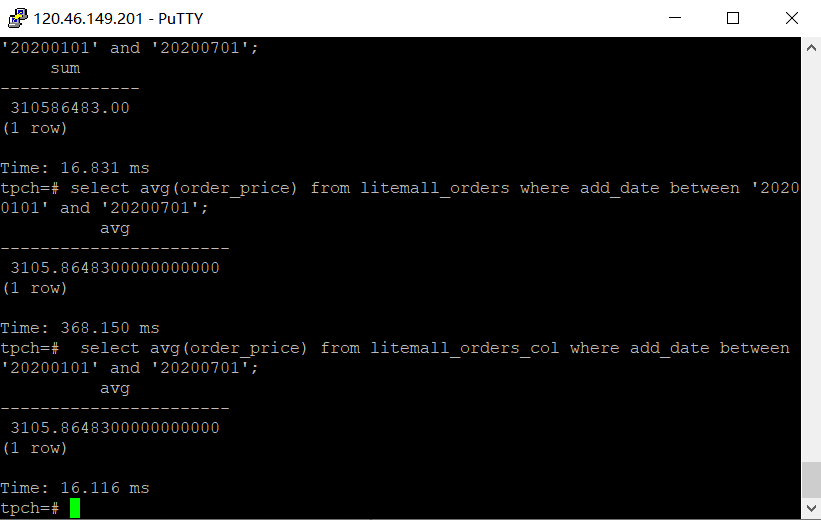 120.46.149.201 - PuTTY
'20200101' and '20200701';
sum
--------------
310586483.00
(1 row)
Time: 16.831 ms
tpch=# select avg(order_price) from litemall_orders where add_date between '2020
0101' and '20200701';
avg
-----------------------
3105.8648300000000000
(1 row)
Time: 368.150 ms
tpch=#  select avg(order_price) from litemall_orders_col where add_date between
'20200101' and '20200701';
avg
-----------------------
3105.8648300000000000
(1 row)
Time: 16.116 ms
tpch=#